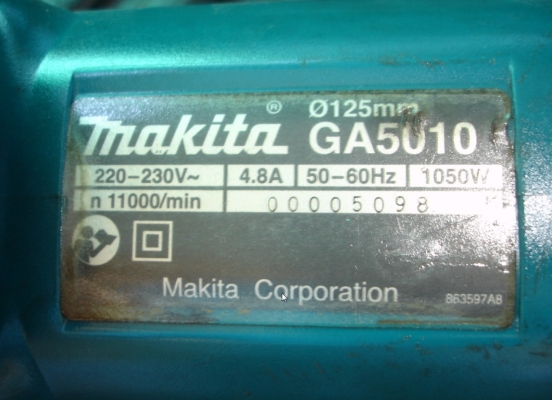 Makita® Ø125mm GA5010
220–230V~ 4.8A 50–60Hz 1050W
n 11000/min 00005098
Makita Corporation 863597A8